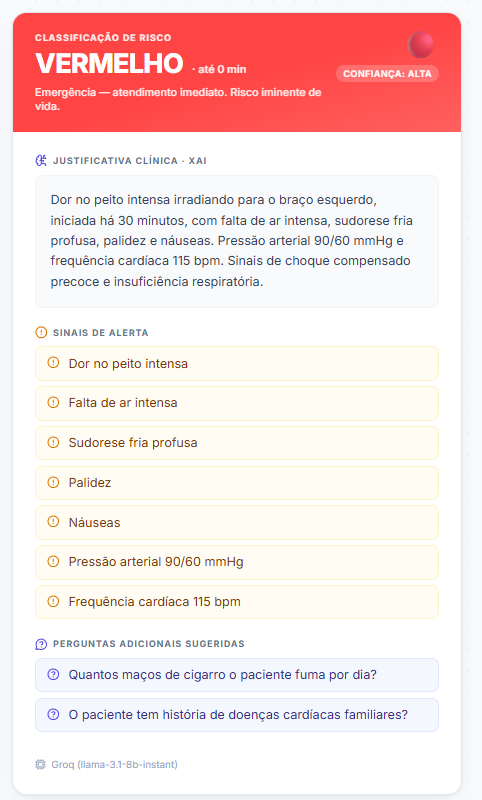 CLASSIFICAÇÃO DE RISCO
VERMELHO · até 0 min
CONFIANÇA: ALTA
Emergência — atendimento imediato. Risco iminente de
vida.
JUSTIFICATIVA CLÍNICA · XAI
Dor no peito intensa irradiando para o braço esquerdo,
iniciada há 30 minutos, com falta de ar intensa, sudorese fria
profusa, palidez e náuseas. Pressão arterial 90/60 mmHg e
frequência cardíaca 115 bpm. Sinais de choque compensado
precoce e insuficiência respiratória.
SINAIS DE ALERTA
Dor no peito intensa
Falta de ar intensa
Sudorese fria profusa
Palidez
Náuseas
Pressão arterial 90/60 mmHg
Frequência cardíaca 115 bpm
PERGUNTAS ADICIONAIS SUGERIDAS
Quantos maços de cigarro o paciente fuma por dia?
O paciente tem história de doenças cardíacas familiares?
Groq (llama-3.1-8b-instant)